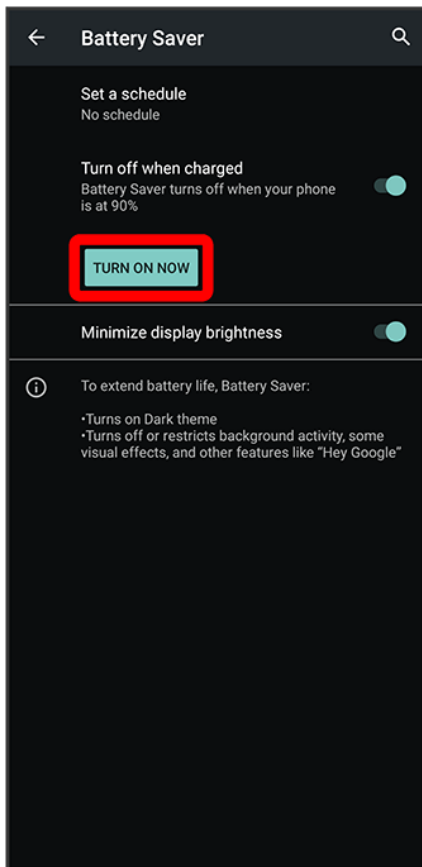 Battery Saver
Set a schedule
No schedule
Turn off when charged
Battery Saver turns off when your phone
is at 90%
TURN ON NOW
Minimize display brightness
To extend battery life, Battery Saver:
•Turns on Dark theme
•Turns off or restricts background activity, some
visual effects, and other features like “Hey Google”